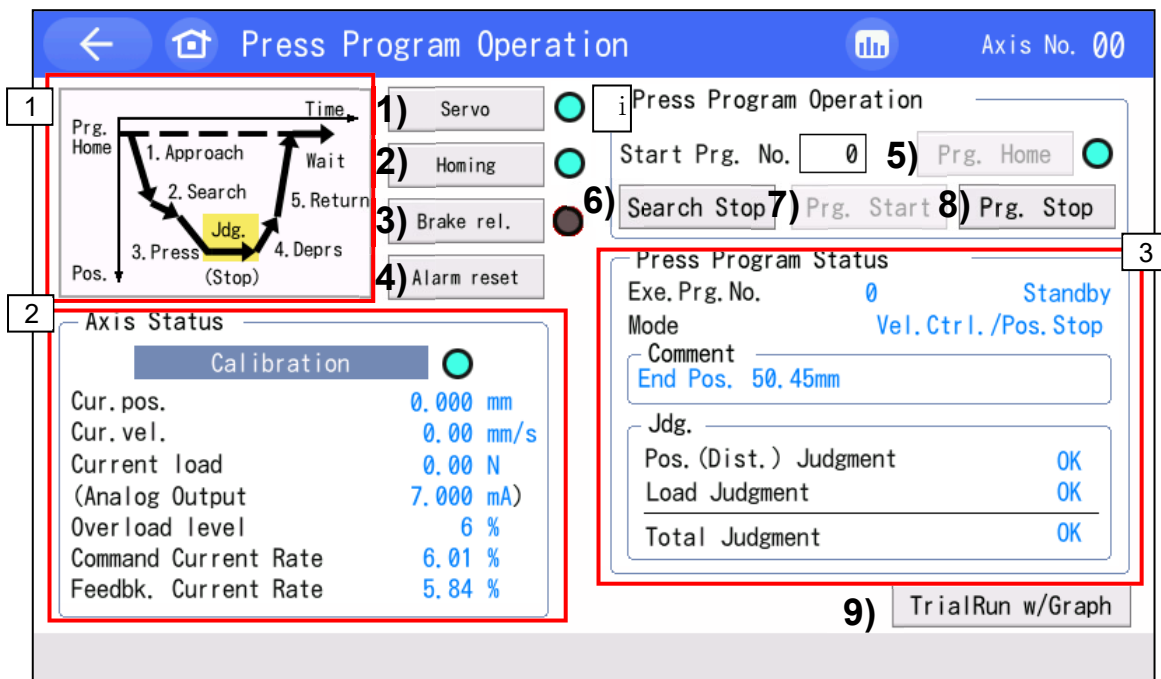 Press Program Operation
Axis No. 00
1
Time
Prg.
Home
1. Approach
Wait
2. Search
5. Return
Jdg.
3. Press
4. Deprs
Pos.
(Stop)
1) Servo
2) Homing
3) Brake rel.
4) Alarm reset
i Press Program Operation
Start Prg. No. 0 5) Prg. Home
6) Search Stop 7) Prg. Start 8) Prg. Stop
2
Axis Status
Calibration
Cur.pos. 0.000 mm
Cur.vel. 0.00 mm/s
Current load 0.00 N
(Analog Output 7.000 mA)
Overload level 6 %
Command Current Rate 6.01 %
Feedbk. Current Rate 5.84 %
3
Press Program Status
Exe.Prg.No. 0 Standby
Mode Vel.Ctrl./Pos.Stop
Comment
End Pos. 50.45mm
Jdg.
Pos.(Dist.) Judgment OK
Load Judgment OK
Total Judgment OK
9) TrialRun w/Graph